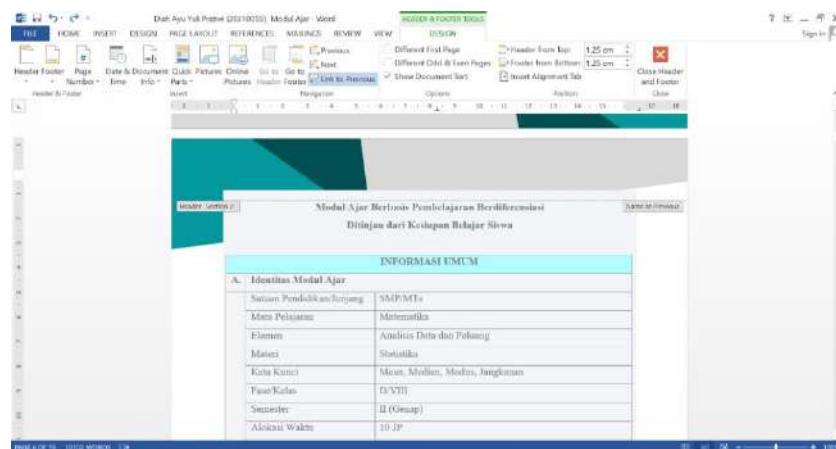 Diah Ayu Yuli Pratiwi (20210055)_Modul Ajar - Word
HEADER & FOOTER TOOLS
Sign in
FILE HOME INSERT DESIGN PAGE LAYOUT REFERENCES MAILINGS REVIEW VIEW DESIGN
Header Footer Page Number
Date & Time Document Info
Quick Parts Pictures Online Pictures
Go to Header Go to Footer
Previous
Next
Link to Previous
Different First Page
Different Odd & Even Pages
Show Document Text
Header from Top: 1,25 cm
Footer from Bottom: 1,25 cm
Insert Alignment Tab
Close Header and Footer
Header & Footer Insert Navigation Options Position Close
Header -Section 2-
Same as Previous
Modul Ajar Berbasis Pembelajaran Berdiferensiasi
Ditinjau dari Kesiapan Belajar Siswa
INFORMASI UMUM
A. Identitas Modul Ajar
Satuan Pendidikan/Jenjang SMP/MTs
Mata Pelajaran Matematika
Elemen Analisis Data dan Peluang
Materi Statistika
Kata Kunci Mean, Median, Modus, Jangkauan
Fase/Kelas D/VIII
Semester II (Genap)
Alokasi Waktu 10 JP